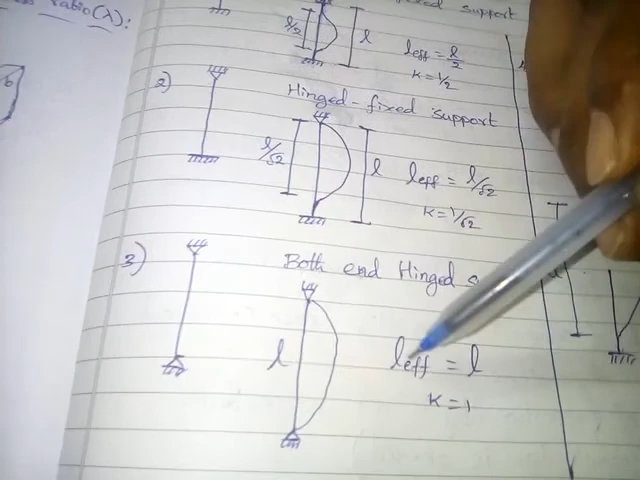 ratio(λ):
fixed support
l/2 l leff = l/2
K = 1/2
2) Hinged-fixed support
l/√2 l leff = l/√2
K = 1/√2
3) Both end Hinged
l leff = l
K = 1